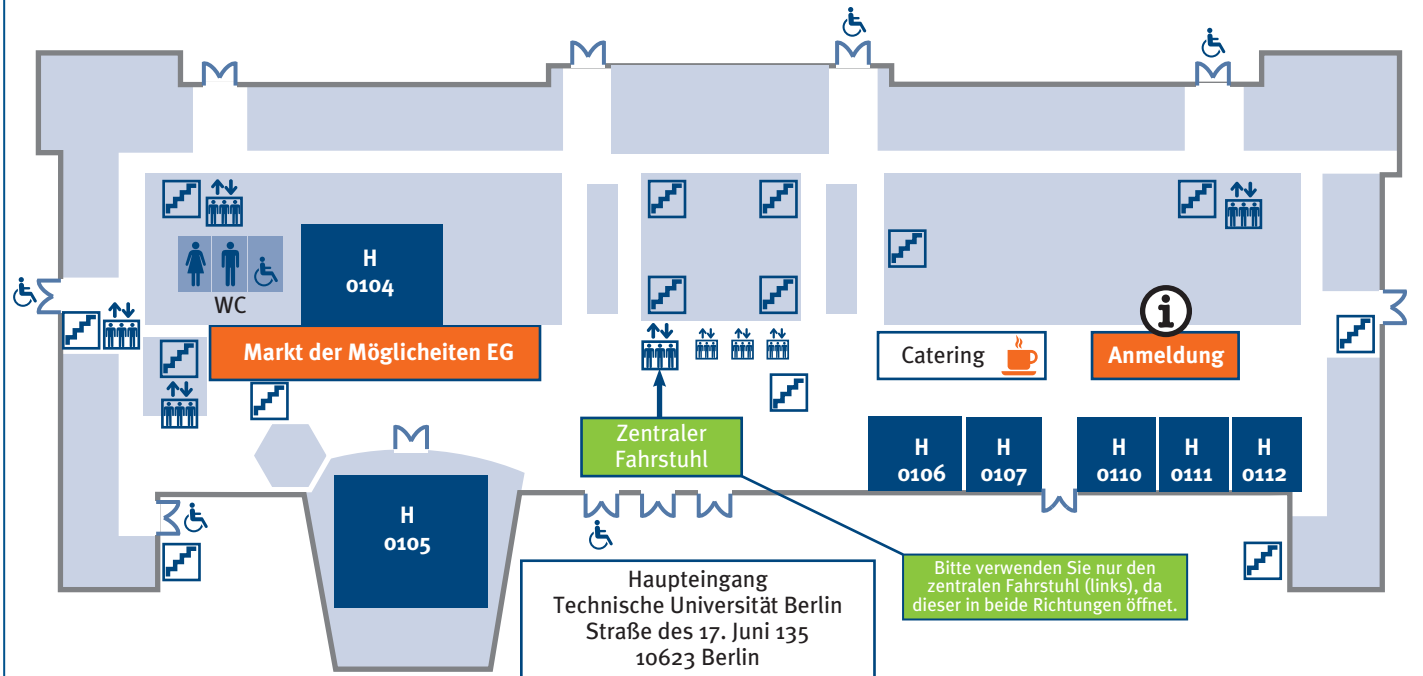 H
0104
WC
Markt der Möglicheiten EG
Catering
i
Anmeldung
Zentraler
Fahrstuhl
H
0106
H
0107
H
0110
H
0111
H
0112
H
0105
Haupteingang
Technische Universität Berlin
Straße des 17. Juni 135
10623 Berlin
Bitte verwenden Sie nur den
zentralen Fahrstuhl (links), da
dieser in beide Richtungen öffnet.